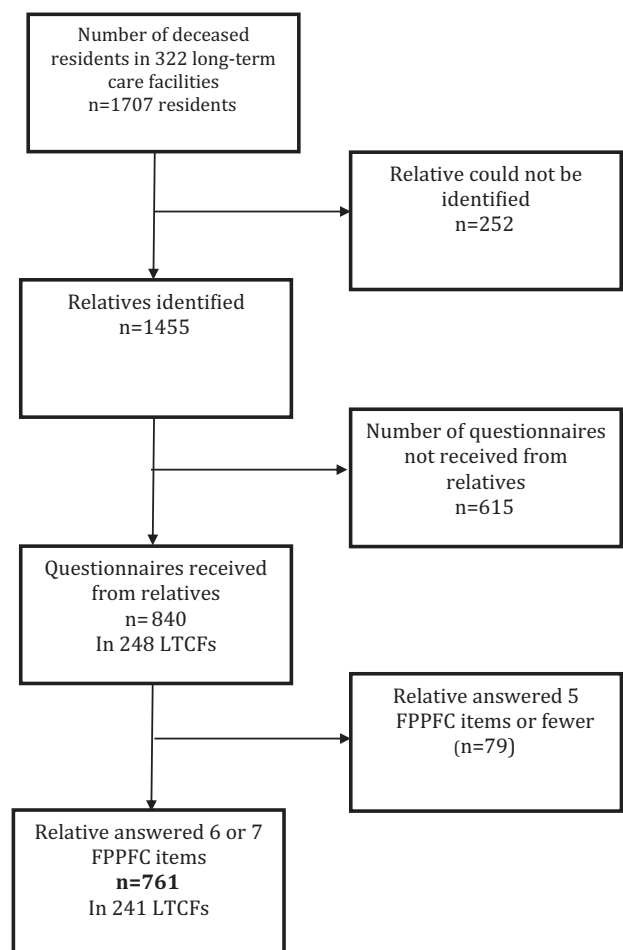 Number of deceased
residents in 322 long-term
care facilities
n=1707 residents
Relative could not be
identified
n=252
Relatives identified
n=1455
Number of questionnaires
not received from
relatives
n=615
Questionnaires received
from relatives
n=840
In 248 LTCFs
Relative answered 5
FPPFC items or fewer
(n=79)
Relative answered 6 or 7
FPPFC items
n=761
In 241 LTCFs